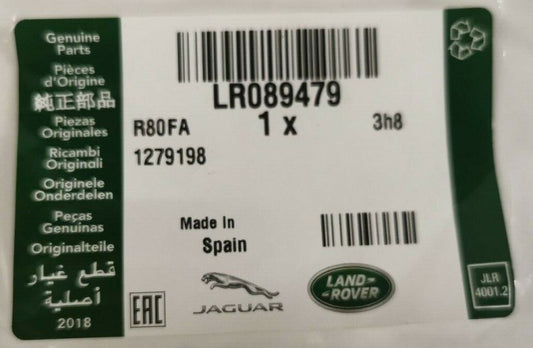 Genuine
Parts
Pièces
d'Origine
純正部品
Piezas
Originales
Ricambi
Originali
Originele
Onderdelen
Peças
Genuinas
Originalteile
قطع غيار
أصلية
2018
LR089479
1 x
3h8
R80FA
1279198
Made In
Spain
EAC
JAGUAR
LAND-
-ROVER
JLR
4001.2